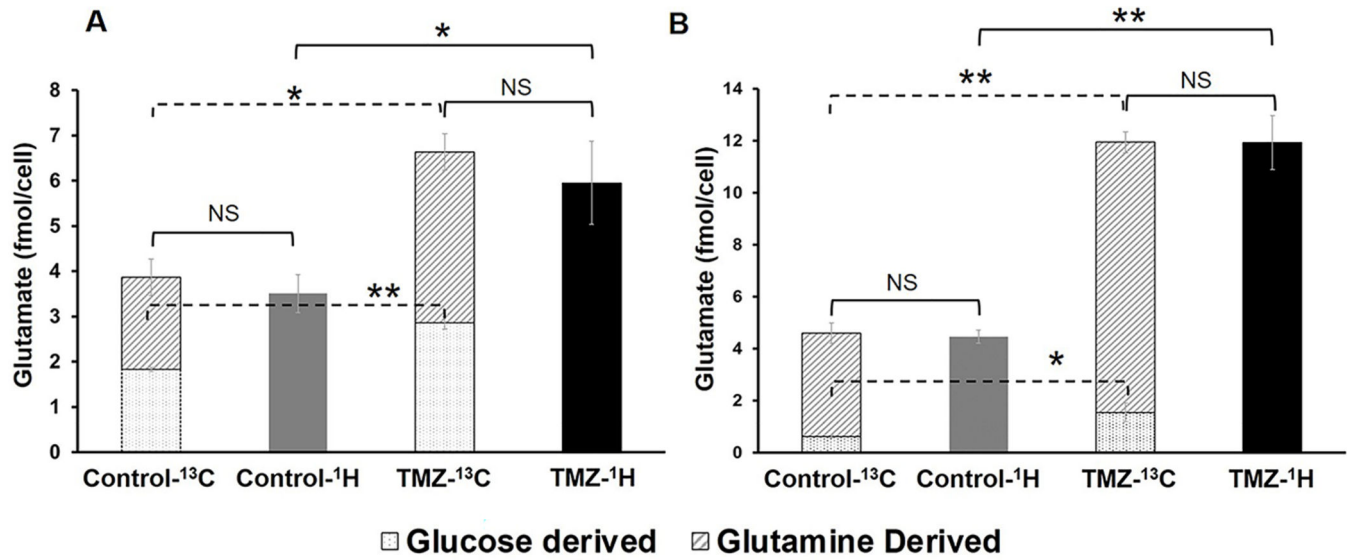 A
*
*
NS
NS
**
Glutamate (fmol/cell)
8
7
6
5
4
3
2
1
0
Control-¹³C
Control-¹H
TMZ-¹³C
TMZ-¹H
B
**
**
NS
NS
*
Glutamate (fmol/cell)
14
12
10
8
6
4
2
0
Control-¹³C
Control-¹H
TMZ-¹³C
TMZ-¹H
Glucose derived
Glutamine Derived